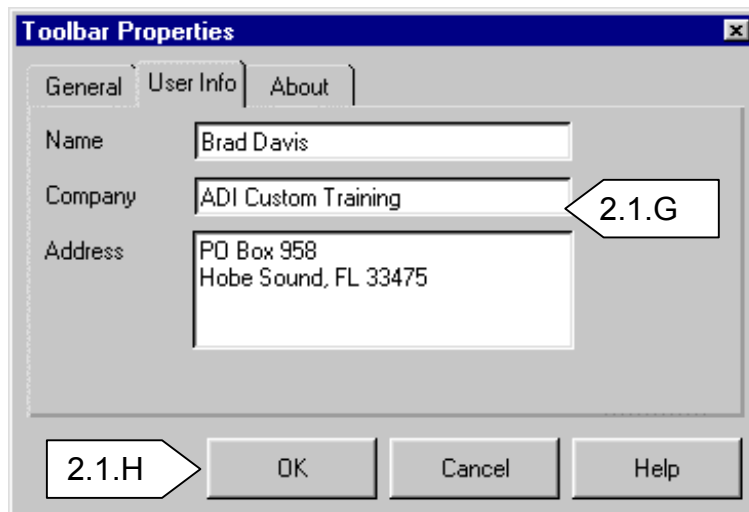 Toolbar Properties
General User Info About
Name Brad Davis
Company ADI Custom Training
2.1.G
Address PO Box 958
Hobe Sound, FL 33475
2.1.H OK Cancel Help